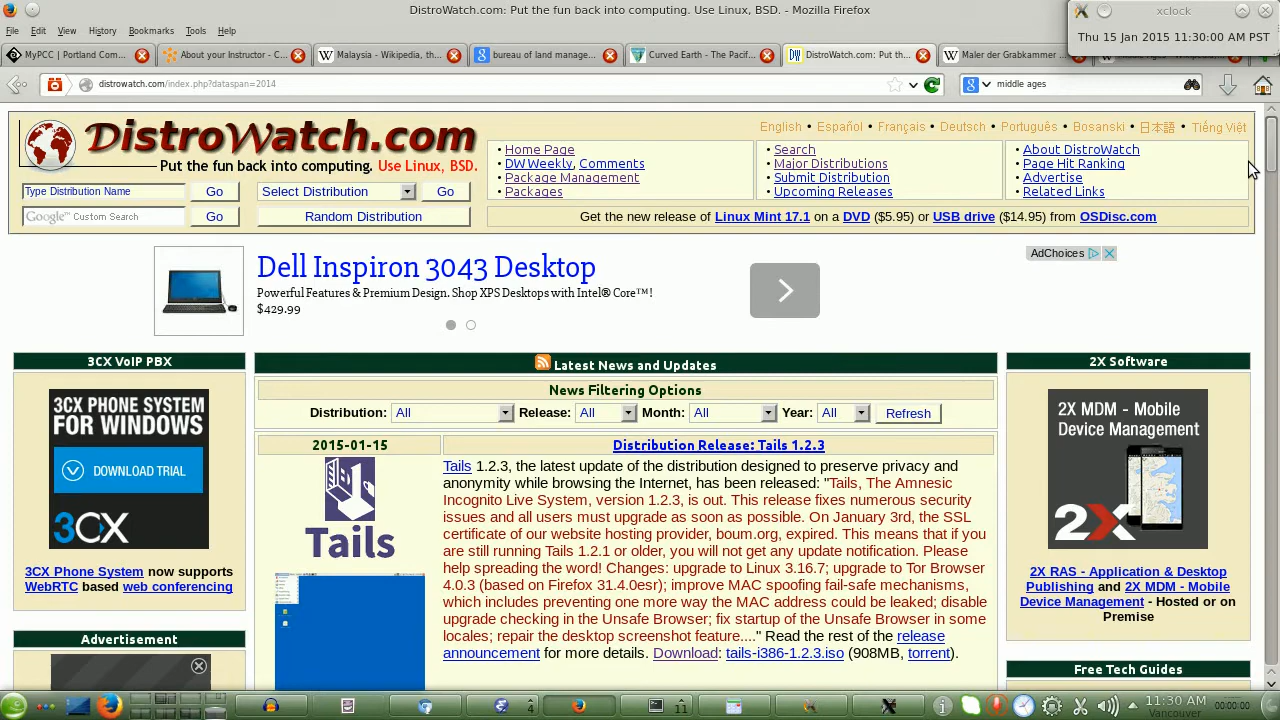 DistroWatch.com: Put the fun back into computing. Use Linux, BSD. - Mozilla Firefox
xclock
File Edit View History Bookmarks Tools Help
Thu 15 Jan 2015 11:30:00 AM PST
MyPCC | Portland Com...
About your Instructor - C...
Malaysia - Wikipedia, th...
bureau of land manage...
Curved Earth - The Pacifi...
DistroWatch.com: Put th...
Maler der Grabkammer ...
distrowatch.com/index.php?dataspan=2014
middle ages
DistroWatch.com
Put the fun back into computing. Use Linux, BSD.
English • Español • Français • Deutsch • Português • Bosanski • 日本語 • Tiếng Việt
• Home Page
• DW Weekly, Comments
• Package Management
• Packages
• Search
• Major Distributions
• Submit Distribution
• Upcoming Releases
• About DistroWatch
• Page Hit Ranking
• Advertise
• Related Links
Type Distribution Name Go Select Distribution Go
Google™ Custom Search Go Random Distribution
Get the new release of Linux Mint 17.1 on a DVD ($5.95) or USB drive ($14.95) from OSDisc.com
AdChoices
Dell Inspiron 3043 Desktop
Powerful Features & Premium Design. Shop XPS Desktops with Intel® Core™!
$429.99
3CX VoIP PBX
3CX PHONE SYSTEM
FOR WINDOWS
DOWNLOAD TRIAL
3CX
3CX Phone System now supports
WebRTC based web conferencing
Advertisement
Latest News and Updates
News Filtering Options
Distribution: All Release: All Month: All Year: All Refresh
2015-01-15
Tails
Distribution Release: Tails 1.2.3
Tails 1.2.3, the latest update of the distribution designed to preserve privacy and
anonymity while browsing the Internet, has been released: "Tails, The Amnesic
Incognito Live System, version 1.2.3, is out. This release fixes numerous security
issues and all users must upgrade as soon as possible. On January 3rd, the SSL
certificate of our website hosting provider, boum.org, expired. This means that if you
are still running Tails 1.2.1 or older, you will not get any update notification. Please
help spreading the word! Changes: upgrade to Linux 3.16.7; upgrade to Tor Browser
4.0.3 (based on Firefox 31.4.0esr); improve MAC spoofing fail-safe mechanisms,
which includes preventing one more way the MAC address could be leaked; disable
upgrade checking in the Unsafe Browser; fix startup of the Unsafe Browser in some
locales; repair the desktop screenshot feature...." Read the rest of the release
announcement for more details. Download: tails-i386-1.2.3.iso (908MB, torrent).
2X Software
2X MDM - Mobile
Device Management
2X
2X RAS - Application & Desktop
Publishing and 2X MDM - Mobile
Device Management - Hosted or on
Premise
Free Tech Guides
4
11
11:30 AM
Vancouver
00:00:00